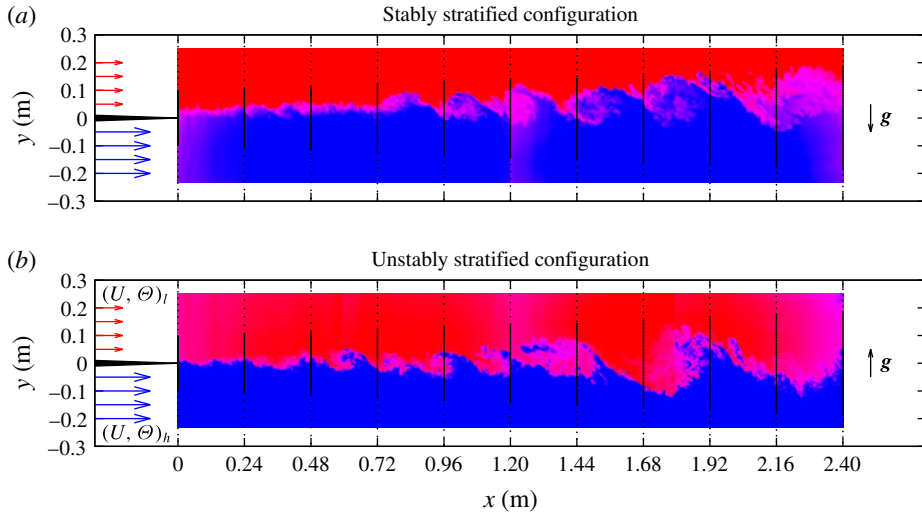 (a)
Stably stratified configuration
0.3
0.2
0.1
0
−0.1
−0.2
−0.3
y (m)
g
(b)
Unstably stratified configuration
0.3
0.2
0.1
0
−0.1
−0.2
−0.3
y (m)
(U, Θ)l
(U, Θ)h
g
0 0.24 0.48 0.72 0.96 1.20 1.44 1.68 1.92 2.16 2.40
x (m)